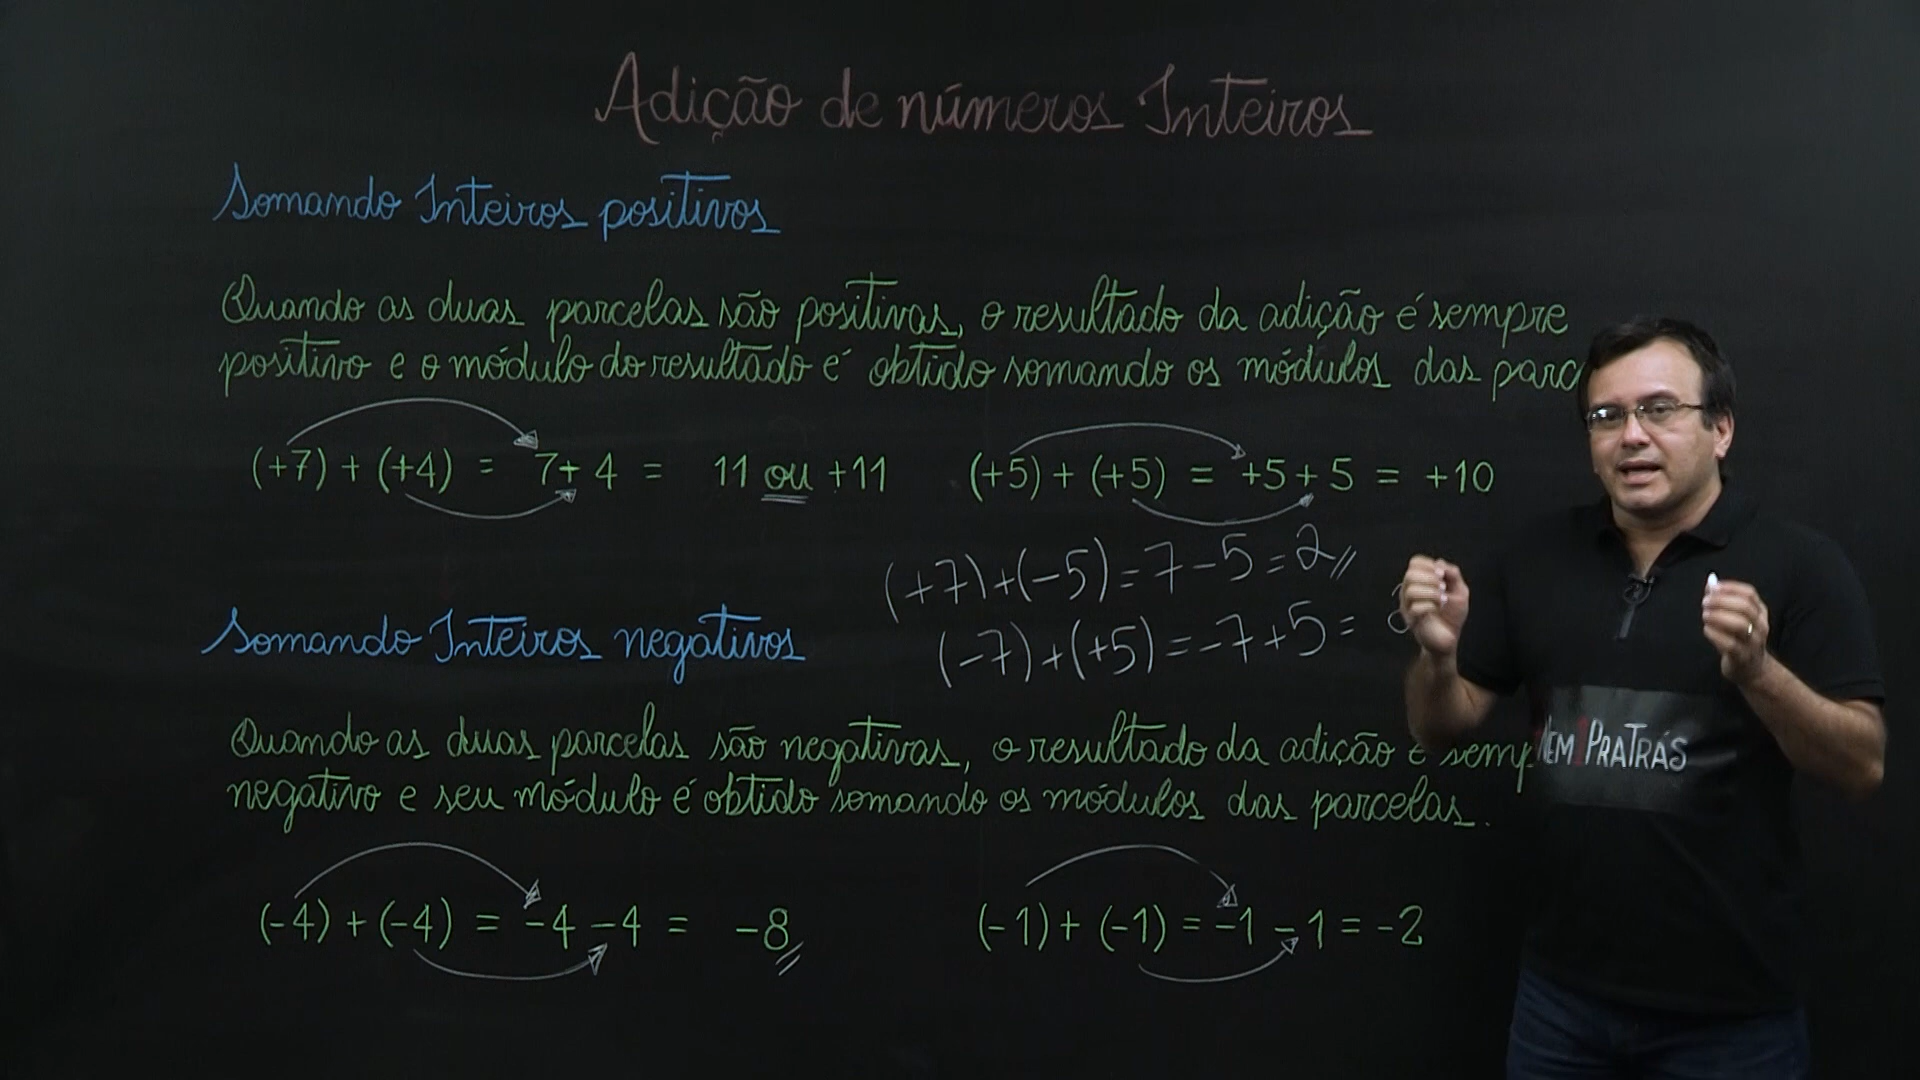 Adição de números Inteiros
Somando Inteiros positivos
Quando as duas parcelas são positivas, o resultado da adição é sempre
positivo e o módulo do resultado é obtido somando os módulos das parc
(+7) + (+4) = 7+ 4 = 11 ou +11
(+5) + (+5) = +5 + 5 = +10
(+7)+(-5)=7-5=2
(-7)+(+5)=-7+5=
Somando Inteiros negativos
Quando as duas parcelas são negativas, o resultado da adição é semp
negativo e seu módulo é obtido somando os módulos das parcelas.
(-4) + (-4) = -4 -4 = -8
(-1) + (-1) = -1 -1 = -2
NEM 1 PRATRÁS